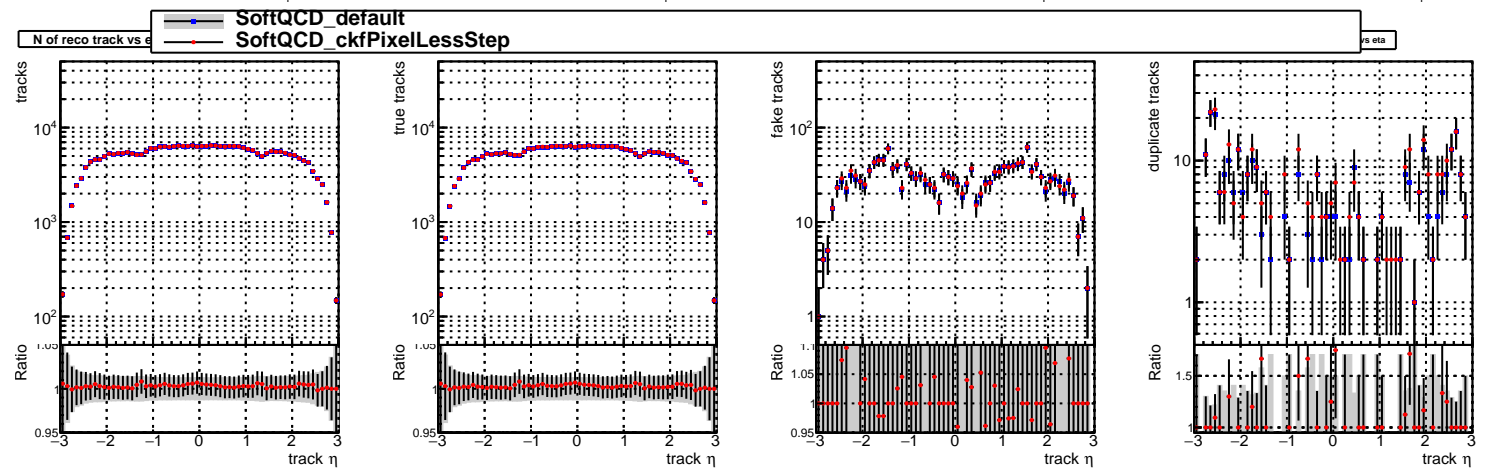 SoftQCD_default
SoftQCD_ckfPixelLessStep
N of reco track vs e
vs eta
tracks
10⁴
10³
10²
Ratio
1.05
1
0.95
−3 −2 −1 0 1 2 3
track η
true tracks
10⁴
10³
10²
Ratio
1
0.95
−3 −2 −1 0 1 2 3
track η
fake tracks
10²
10
1
Ratio
1.1
1.05
1
0.95
−3 −2 −1 0 1 2 3
track η
duplicate tracks
10
1
Ratio
1.5
1
−3 −2 −1 0 1 2 3
track η